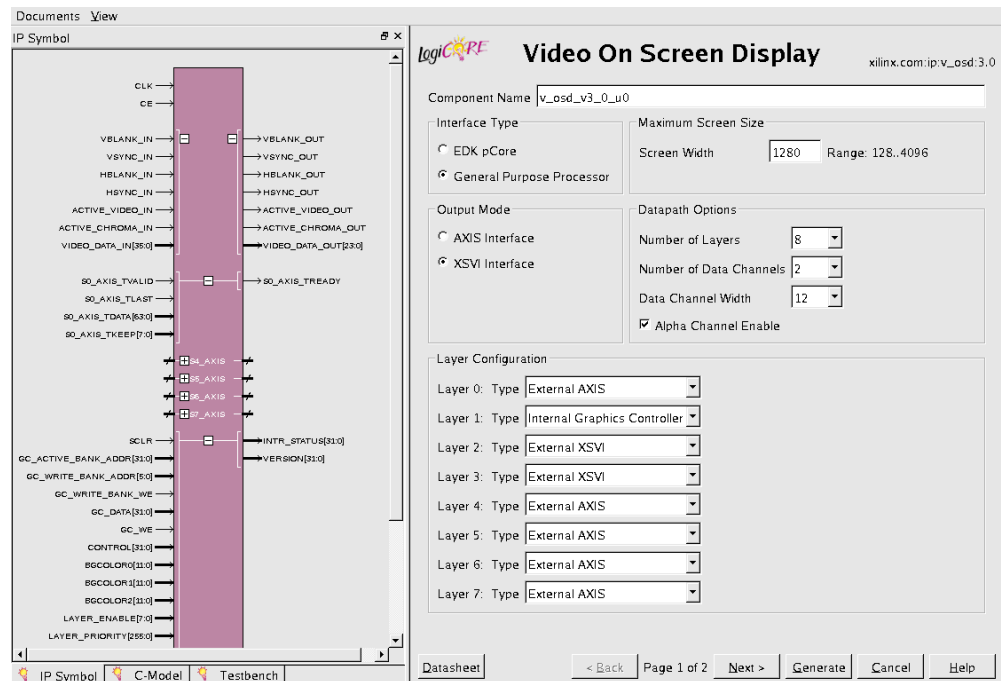 Documents View
IP Symbol
CLK
CE
VBLANK_IN VBLANK_OUT
VSYNC_IN VSYNC_OUT
HBLANK_IN HBLANK_OUT
HSYNC_IN HSYNC_OUT
ACTIVE_VIDEO_IN ACTIVE_VIDEO_OUT
ACTIVE_CHROMA_IN ACTIVE_CHROMA_OUT
VIDEO_DATA_IN[35:0] VIDEO_DATA_OUT[23:0]
S0_AXIS_TVALID S0_AXIS_TREADY
S0_AXIS_TLAST
S0_AXIS_TDATA[63:0]
S0_AXIS_TKEEP[7:0]
S4_AXIS
S5_AXIS
S6_AXIS
S7_AXIS
SCLR INTR_STATUS[31:0]
GC_ACTIVE_BANK_ADDR[31:0] VERSION[31:0]
GC_WRITE_BANK_ADDR[5:0]
GC_WRITE_BANK_WE
GC_DATA[31:0]
GC_WE
CONTROL[31:0]
BGCOLOR0[11:0]
BGCOLOR1[11:0]
BGCOLOR2[11:0]
LAYER_ENABLE[7:0]
LAYER_PRIORITY[255:0]
IP Symbol C-Model Testbench
LogiCORE Video On Screen Display xilinx.com:ip:v_osd:3.0
Component Name v_osd_v3_0_u0
Interface Type
EDK pCore
General Purpose Processor
Maximum Screen Size
Screen Width 1280 Range: 128..4096
Output Mode
AXIS Interface
XSVI Interface
Datapath Options
Number of Layers 8
Number of Data Channels 2
Data Channel Width 12
Alpha Channel Enable
Layer Configuration
Layer 0: Type External AXIS
Layer 1: Type Internal Graphics Controller
Layer 2: Type External XSVI
Layer 3: Type External XSVI
Layer 4: Type External AXIS
Layer 5: Type External AXIS
Layer 6: Type External AXIS
Layer 7: Type External AXIS
Datasheet < Back Page 1 of 2 Next > Generate Cancel Help